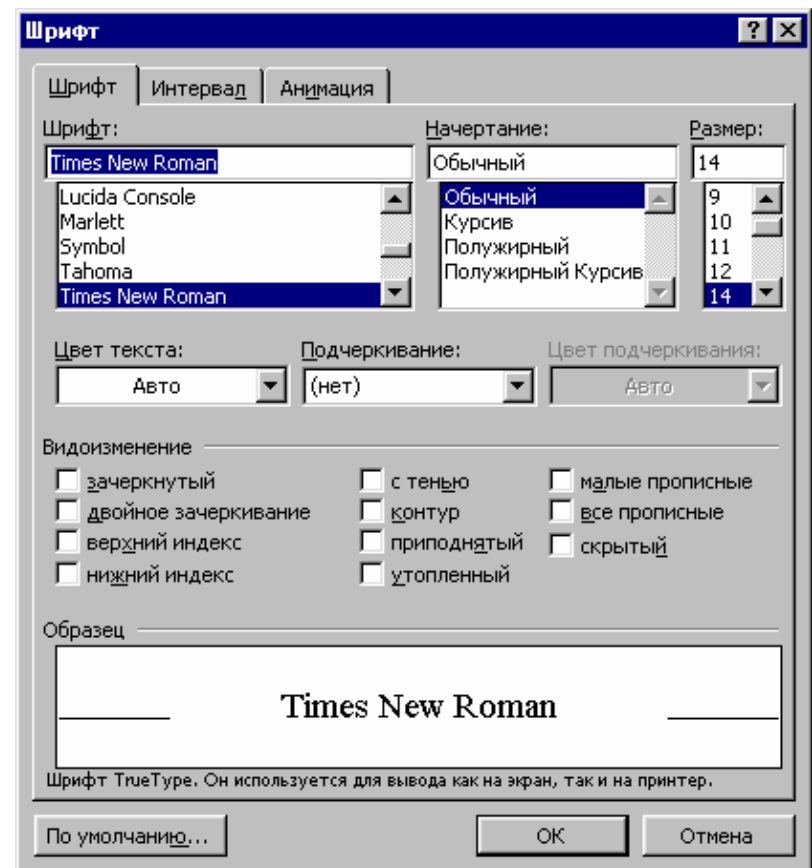 Шрифт
Шрифт Интервал Анимация
Шрифт: Начертание: Размер:
Times New Roman Обычный 14
Lucida Console Обычный 9
Marlett Курсив 10
Symbol Полужирный 11
Tahoma Полужирный Курсив 12
Times New Roman 14
Цвет текста: Подчеркивание: Цвет подчеркивания:
Авто (нет) Авто
Видоизменение
зачеркнутый с тенью малые прописные
двойное зачеркивание контур все прописные
верхний индекс приподнятый скрытый
нижний индекс утопленный
Образец
Times New Roman
Шрифт TrueType. Он используется для вывода как на экран, так и на принтер.
По умолчанию... ОК Отмена